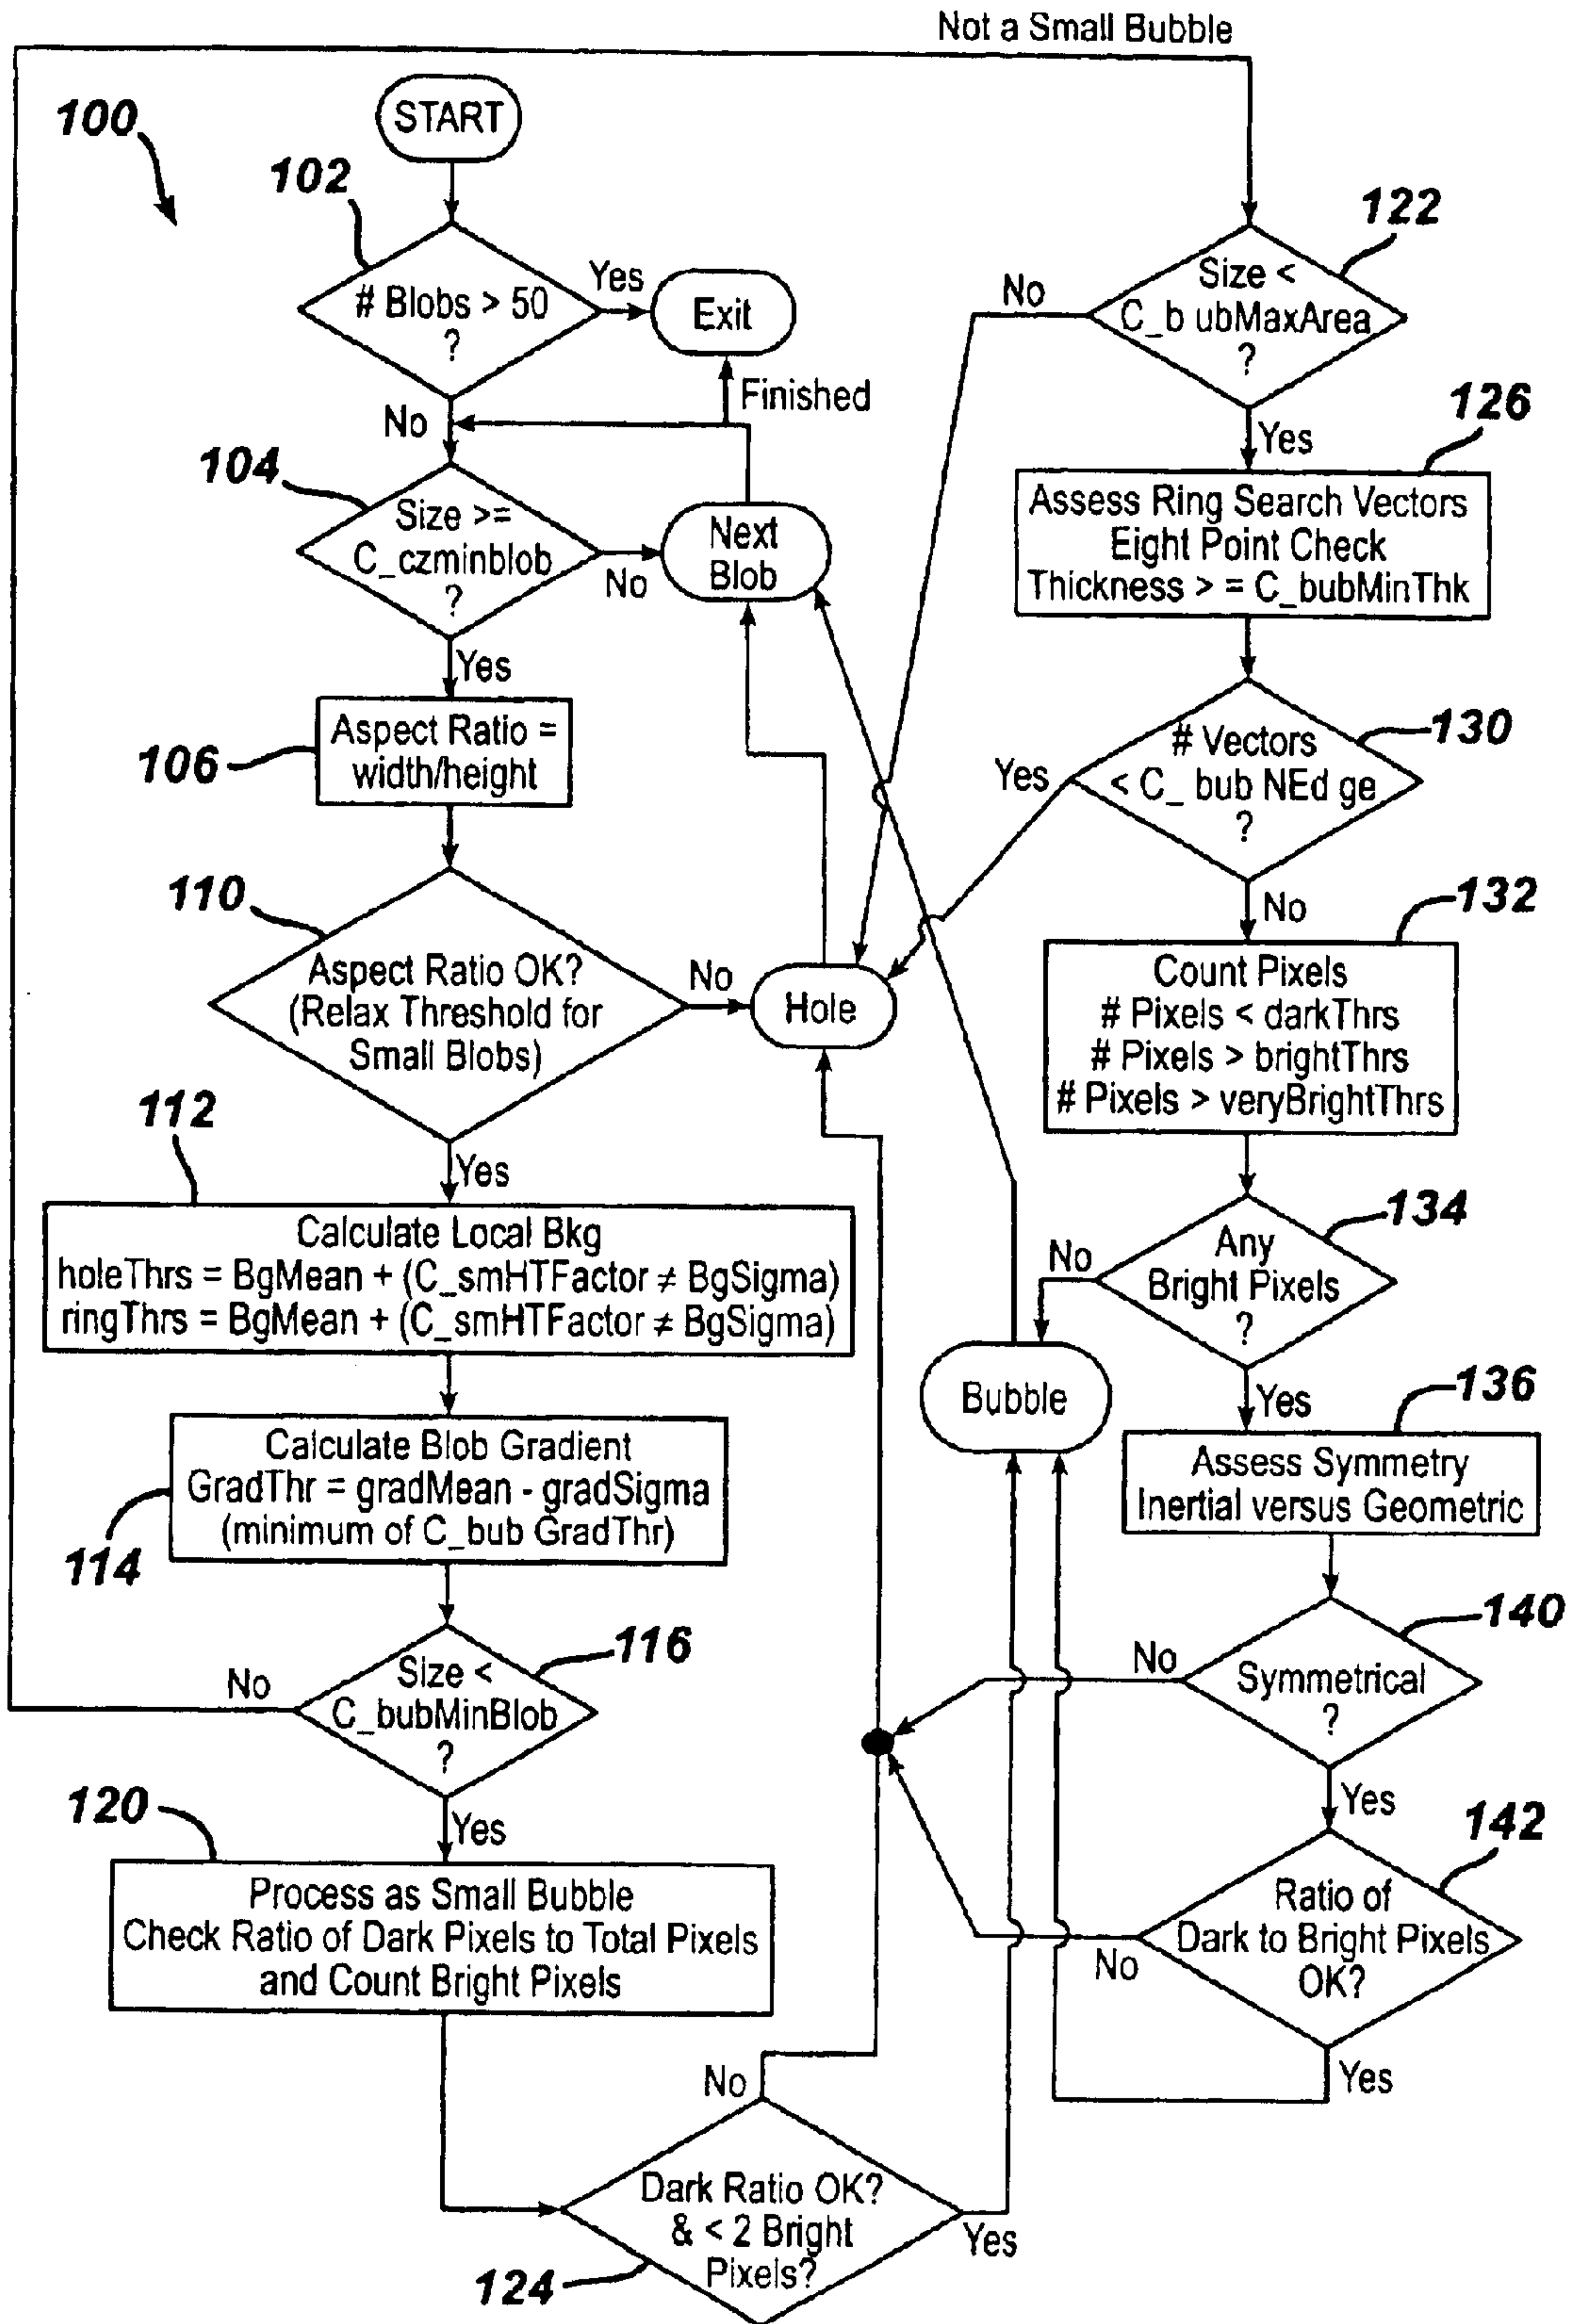 Not a Small Bubble
START
100
102
# Blobs > 50
?
Yes
Exit
Finished
No
104
Size >=
C_czminblob
?
No
Next
Blob
Yes
106
Aspect Ratio =
width/height
110
Aspect Ratio OK?
(Relax Threshold for
Small Blobs)
No
Hole
Yes
112
Calculate Local Bkg
holeThrs = BgMean + (C_smHTFactor ≠ BgSigma)
ringThrs = BgMean + (C_smHTFactor ≠ BgSigma)
Calculate Blob Gradient
GradThr = gradMean - gradSigma
(minimum of C_bub GradThr)
114
116
Size <
C_bubMinBlob
?
No
Yes
120
Process as Small Bubble
Check Ratio of Dark Pixels to Total Pixels
and Count Bright Pixels
No
Dark Ratio OK?
& < 2 Bright
Pixels?
Yes
124
122
Size <
C_b ubMaxArea
?
No
Yes
126
Assess Ring Search Vectors
Eight Point Check
Thickness > = C_bubMinThk
130
# Vectors
< C_ bub NEd ge
?
Yes
No
132
Count Pixels
# Pixels < darkThrs
# Pixels > brightThrs
# Pixels > veryBrightThrs
134
Any
Bright Pixels
?
No
Bubble
Yes
136
Assess Symmetry
Inertial versus Geometric
140
Symmetrical
?
No
Yes
142
Ratio of
Dark to Bright Pixels
OK?
No
Yes